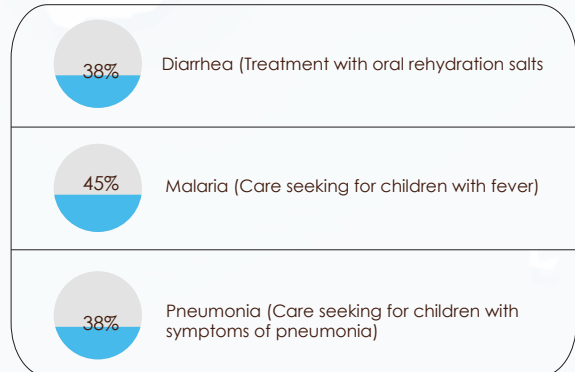 38%
Diarrhea (Treatment with oral rehydration salts
45%
Malaria (Care seeking for children with fever)
38%
Pneumonia (Care seeking for children with
symptoms of pneumonia)